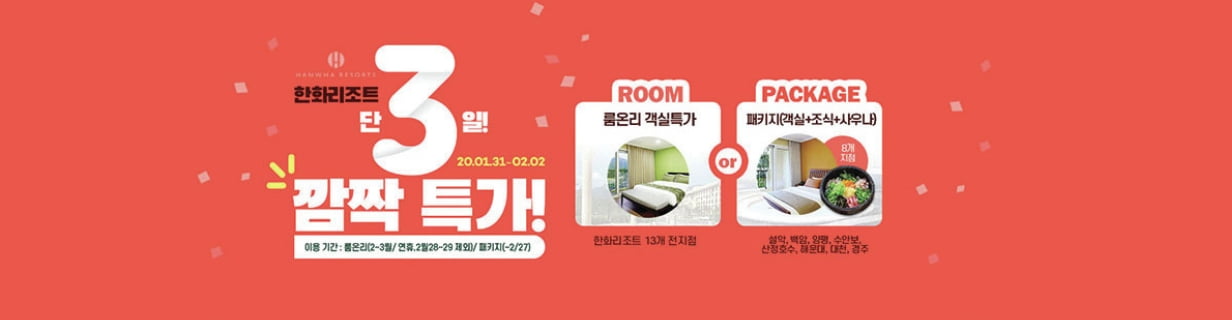 HANWHA RESORTS
한화리조트
단 3 일!
20.01.31-02.02
깜짝 특가!
이용 기간 : 룸온리(2~3월/ 연휴,2월28~29 제외)/ 패키지(~2/27)
ROOM
룸온리 객실특가
한화리조트 13개 전지점
or
PACKAGE
패키지(객실+조식+사우나)
8개
지점
설악, 백암, 양평, 수안보,
산정호수, 해운대, 대천, 경주